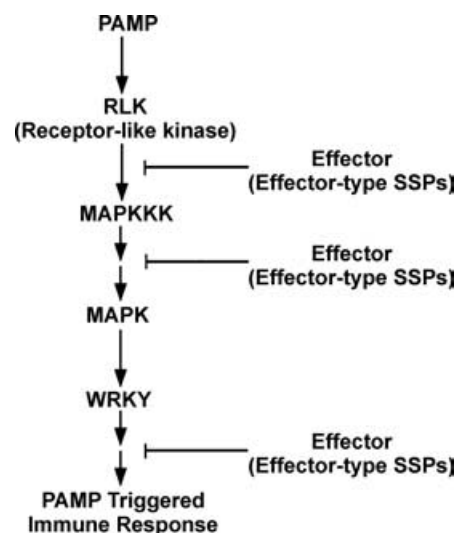 PAMP
RLK
(Receptor-like kinase)
Effector
(Effector-type SSPs)
MAPKKK
Effector
(Effector-type SSPs)
MAPK
WRKY
Effector
(Effector-type SSPs)
PAMP Triggered
Immune Response